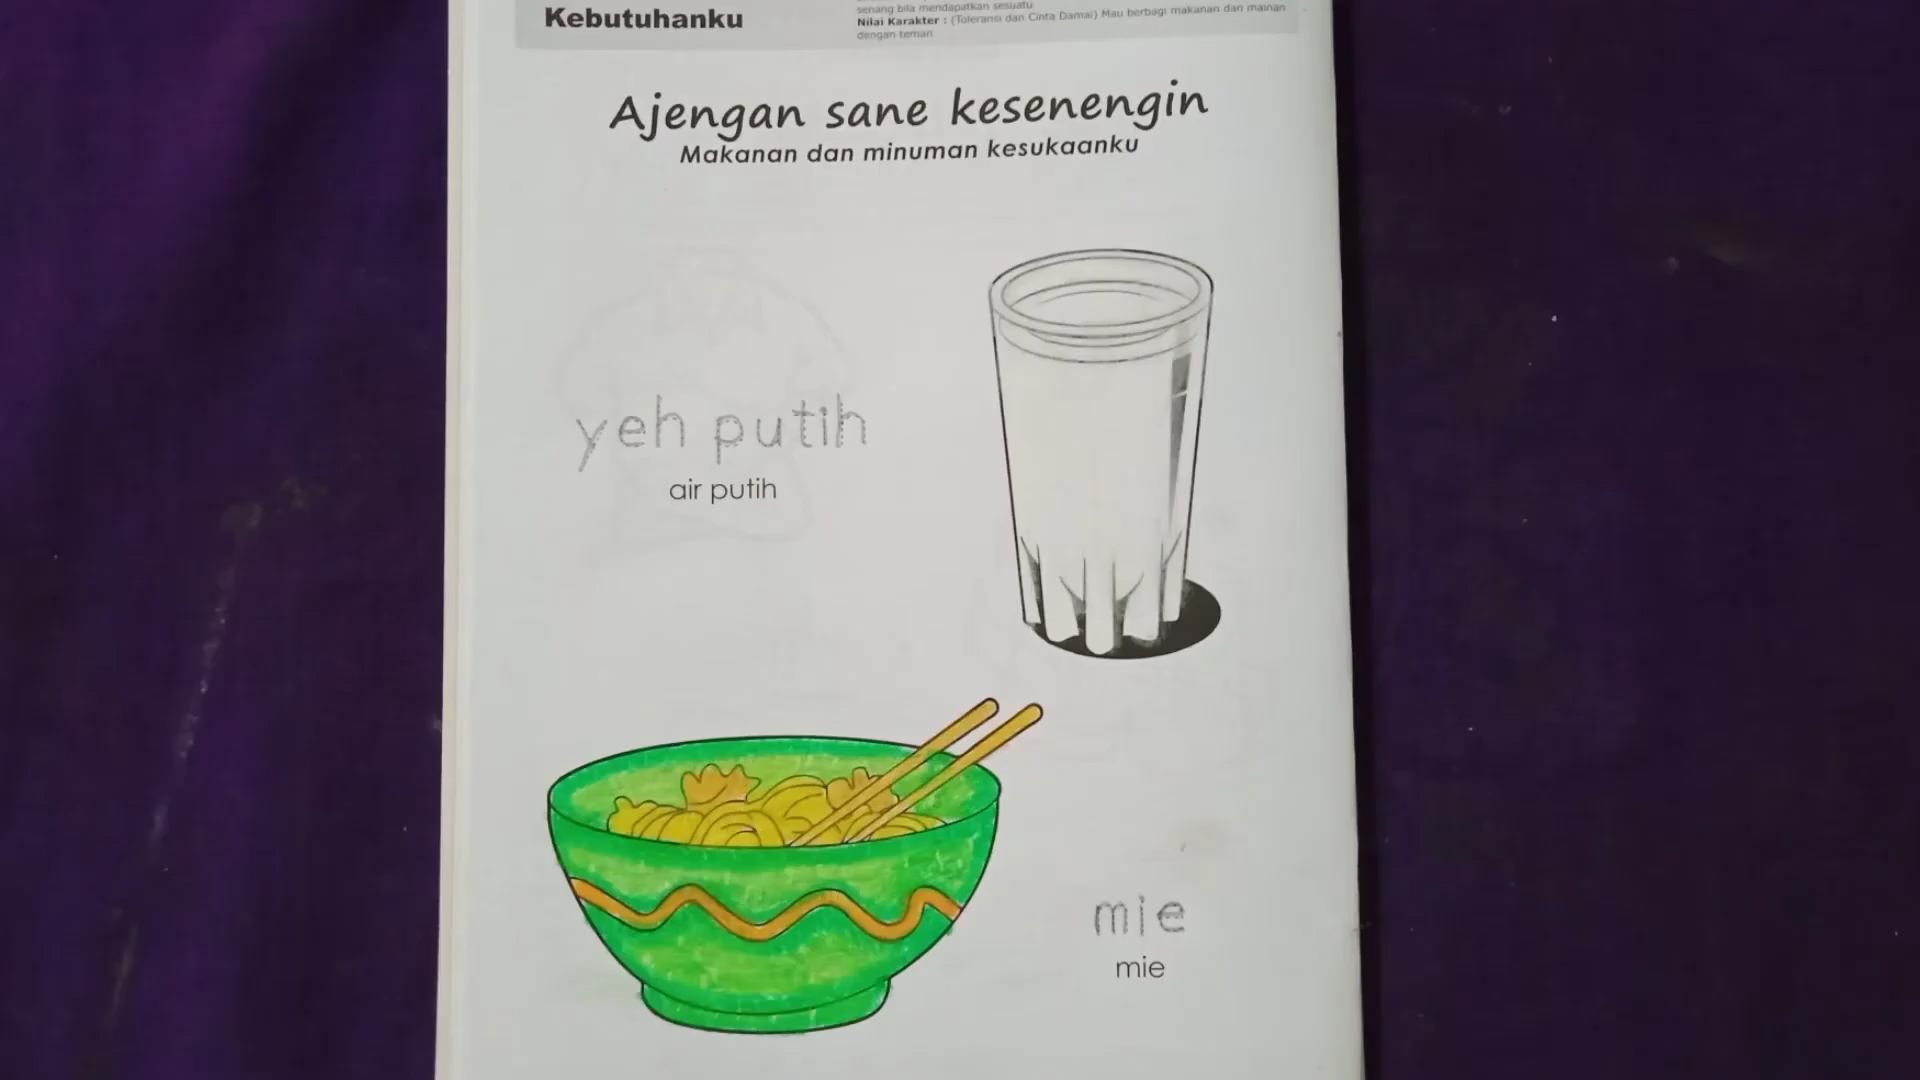 Kebutuhanku
senang bila mendapatkan sesuatu
Nilai Karakter : (Toleransi dan Cinta Damai) Mau berbagi makanan dan mainan
dengan teman
Ajengan sane kesenengin
Makanan dan minuman kesukaanku
yeh putih
air putih
mie
mie